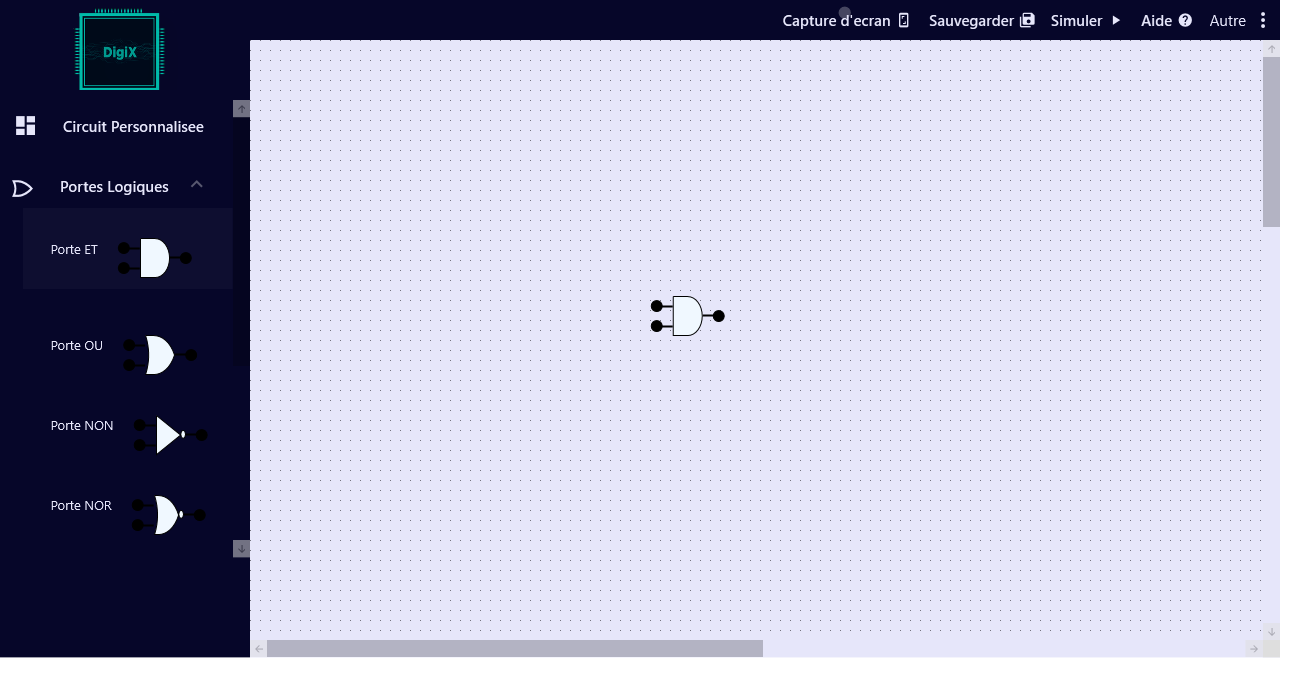 DigiX
Capture d'ecran Sauvegarder Simuler Aide Autre
Circuit Personnalisee
Portes Logiques
Porte ET
Porte OU
Porte NON
Porte NOR